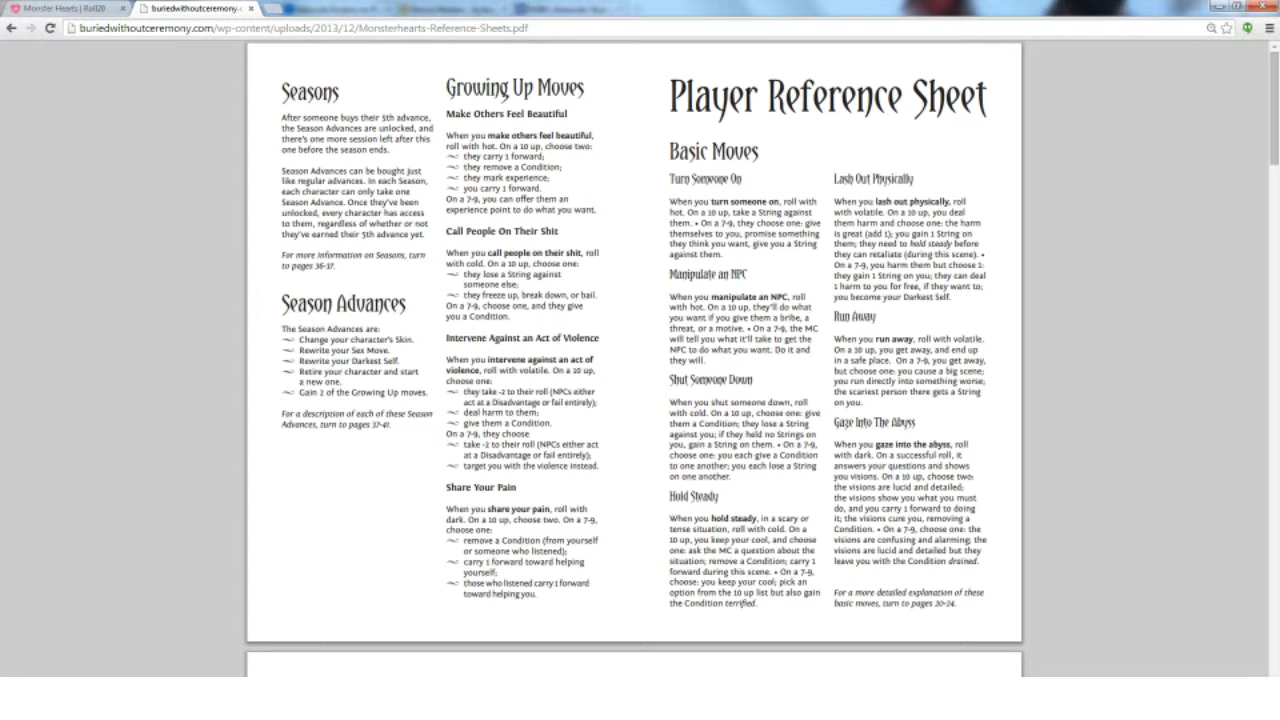 Monster Hearts | Roll20
buriedwithoutceremony.
buriedwithoutceremony.com/wp-content/uploads/2013/12/Monsterhearts-Reference-Sheets.pdf
Seasons
After someone buys their 5th advance,
the Season Advances are unlocked, and
there's one more session left after this
one before the season ends.
Season Advances can be bought just
like regular advances. In each Season,
each character can only take one
Season Advance. Once they've been
unlocked, every character has access
to them, regardless of whether or not
they've earned their 5th advance yet.
For more information on Seasons, turn
to pages 36-37.
Season Advances
The Season Advances are:
Change your character's Skin.
Rewrite your Sex Move.
Rewrite your Darkest Self.
Retire your character and start
a new one.
Gain 2 of the Growing Up moves.
For a description of each of these Season
Advances, turn to pages 37-41.
Growing Up Moves
Make Others Feel Beautiful
When you make others feel beautiful,
roll with hot. On a 10 up, choose two:
they carry 1 forward;
they remove a Condition;
they mark experience;
you carry 1 forward.
On a 7-9, you can offer them an
experience point to do what you want.
Call People On Their Shit
When you call people on their shit, roll
with cold. On a 10 up, choose one:
they lose a String against
someone else;
they freeze up, break down, or bail.
On a 7-9, choose one, and they give
you a Condition.
Intervene Against an Act of Violence
When you intervene against an act of
violence, roll with volatile. On a 10 up,
choose one:
they take -2 to their roll (NPCs either
act at a Disadvantage or fail entirely);
deal harm to them;
give them a Condition.
On a 7-9, they choose
take -2 to their roll (NPCs either act
at a Disadvantage or fail entirely);
target you with the violence instead.
Share Your Pain
When you share your pain, roll with
dark. On a 10 up, choose two. On a 7-9,
choose one:
remove a Condition (from yourself
or someone who listened);
carry 1 forward toward helping
yourself;
those who listened carry 1 forward
toward helping you.
Player Reference Sheet
Basic Moves
Turn Someone On
When you turn someone on, roll with
hot. On a 10 up, take a String against
them. • On a 7-9, they choose one: give
themselves to you, promise something
they think you want, give you a String
against them.
Manipulate an NPC
When you manipulate an NPC, roll
with hot. On a 10 up, they'll do what
you want if you give them a bribe, a
threat, or a motive. • On a 7-9, the MC
will tell you what it'll take to get the
NPC to do what you want. Do it and
they will.
Shut Someone Down
When you shut someone down, roll
with cold. On a 10 up, choose one: give
them a Condition; they lose a String
against you; if they held no Strings on
you, gain a String on them. • On a 7-9,
choose one: you each give a Condition
to one another; you each lose a String
on one another.
Hold Steady
When you hold steady, in a scary or
tense situation, roll with cold. On a
10 up, you keep your cool, and choose
one: ask the MC a question about the
situation; remove a Condition; carry 1
forward during this scene. • On a 7-9,
choose: you keep your cool; pick an
option from the 10 up list but also gain
the Condition terrified.
Lash Out Physically
When you lash out physically, roll
with volatile. On a 10 up, you deal
them harm and choose one: the harm
is great (add 1); you gain 1 String on
them; they need to hold steady before
they can retaliate (during this scene). •
On a 7-9, you harm them but choose 1:
they gain 1 String on you; they can deal
1 harm to you for free, if they want to;
you become your Darkest Self.
Run Away
When you run away, roll with volatile.
On a 10 up, you get away, and end up
in a safe place. On a 7-9, you get away,
but choose one: you cause a big scene;
you run directly into something worse;
the scariest person there gets a String
on you.
Gaze Into The Abyss
When you gaze into the abyss, roll
with dark. On a successful roll, it
answers your questions and shows
you visions. On a 10 up, choose two:
the visions are lucid and detailed;
the visions show you what you must
do, and you carry 1 forward to doing
it; the visions cure you, removing a
Condition. • On a 7-9, choose one: the
visions are confusing and alarming; the
visions are lucid and detailed but they
leave you with the Condition drained.
For a more detailed explanation of these
basic moves, turn to pages 20-24.